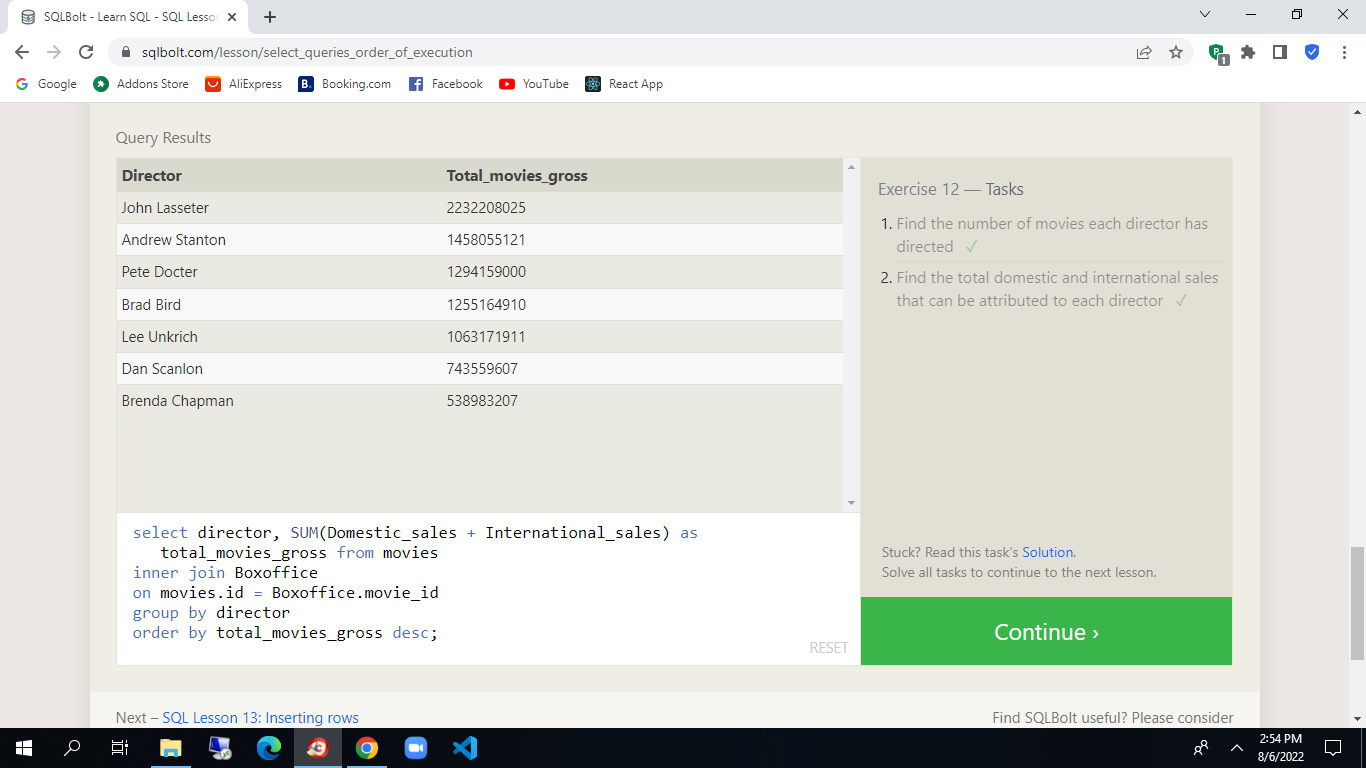 SQLBolt - Learn SQL - SQL Lesson
sqlbolt.com/lesson/select_queries_order_of_execution
1
Google
Addons Store
AliExpress
B.
Booking.com
Facebook
YouTube
React App
Query Results
Director Total_movies_gross
John Lasseter 2232208025
Andrew Stanton 1458055121
Pete Docter 1294159000
Brad Bird 1255164910
Lee Unkrich 1063171911
Dan Scanlon 743559607
Brenda Chapman 538983207
select director, SUM(Domestic_sales + International_sales) as
total_movies_gross from movies
inner join Boxoffice
on movies.id = Boxoffice.movie_id
group by director
order by total_movies_gross desc;
RESET
Exercise 12 — Tasks
1. Find the number of movies each director has
directed ✓
2. Find the total domestic and international sales
that can be attributed to each director ✓
Stuck? Read this task's Solution.
Solve all tasks to continue to the next lesson.
Continue ›
Next – SQL Lesson 13: Inserting rows
Find SQLBolt useful? Please consider
2:54 PM
8/6/2022